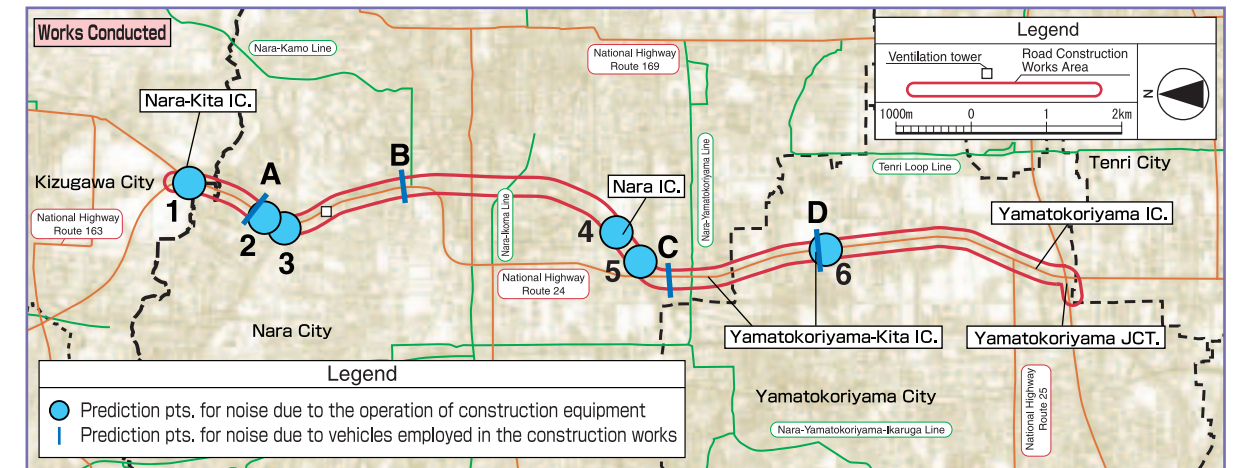 Works Conducted
Nara-Kamo Line
National Highway
Route 169
Legend
Ventilation tower
Road Construction
Works Area
1000m 0 1 2km
N
Nara-Kita IC.
Kizugawa City
National Highway
Route 163
1
A
2
3
B
Nara-Ikoma Line
Nara IC.
4
5
C
Nara-Yamatokoriyama Line
Tenri Loop Line
Tenri City
D
6
Yamatokoriyama IC.
National Highway
Route 24
Nara City
Yamatokoriyama-Kita IC.
Yamatokoriyama JCT.
Yamatokoriyama City
National Highway
Route 25
Nara-Yamatokoriyama-Ikaruga Line
Legend
Prediction pts. for noise due to the operation of construction equipment
Prediction pts. for noise due to vehicles employed in the construction works